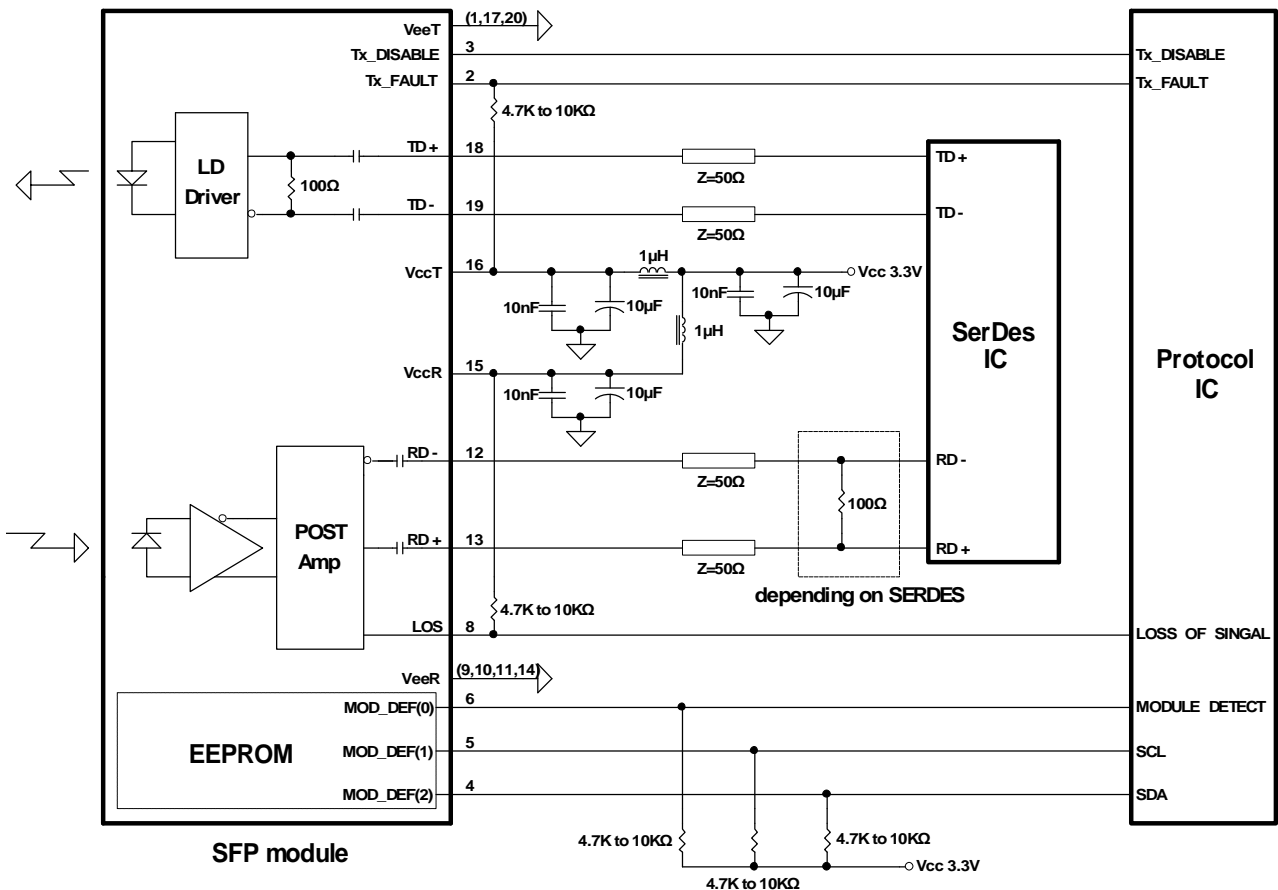 VeeT (1,17,20)
Tx_DISABLE 3 Tx_DISABLE
Tx_FAULT 2 Tx_FAULT
4.7K to 10KΩ
LD
Driver
100Ω
TD+ 18 TD+
Z=50Ω
TD- 19 TD-
Z=50Ω
1µH
VccT 16 Vcc 3.3V
10nF 10µF 10nF 10µF
1µH
SerDes
IC
Protocol
IC
VccR 15
10nF 10µF
RD- 12 RD-
Z=50Ω
100Ω
POST
Amp
RD+ 13 RD+
Z=50Ω
depending on SERDES
4.7K to 10KΩ
LOS 8 LOSS OF SINGAL
VeeR (9,10,11,14)
MOD_DEF(0) 6 MODULE DETECT
EEPROM
MOD_DEF(1) 5 SCL
MOD_DEF(2) 4 SDA
4.7K to 10KΩ 4.7K to 10KΩ
SFP module
Vcc 3.3V
4.7K to 10KΩ